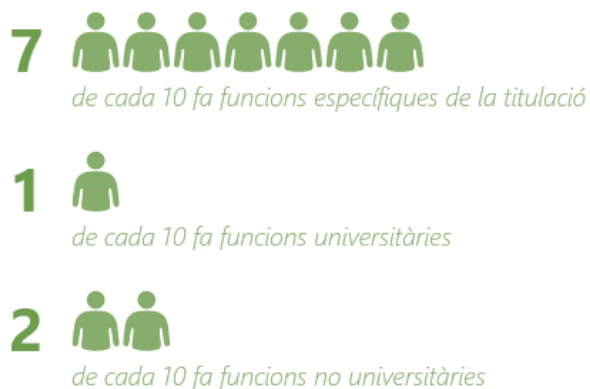 7
de cada 10 fa funcions específiques de la titulació
1
de cada 10 fa funcions universitàries
2
de cada 10 fa funcions no universitàries